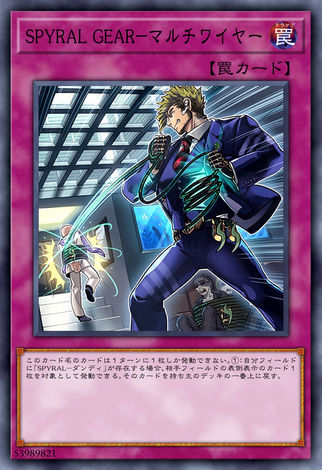 SPYRAL GEAR－マルチワイヤー
トラップ
罠
【罠カード】
このカード名のカードは１ターンに１枚しか発動できない。①：自分フィールド
に「SPYRAL－ダンディ」が存在する場合、相手フィールドの表側表示のカード１
枚を対象として発動できる。そのカードを持ち主のデッキの一番上に戻す。
53989821